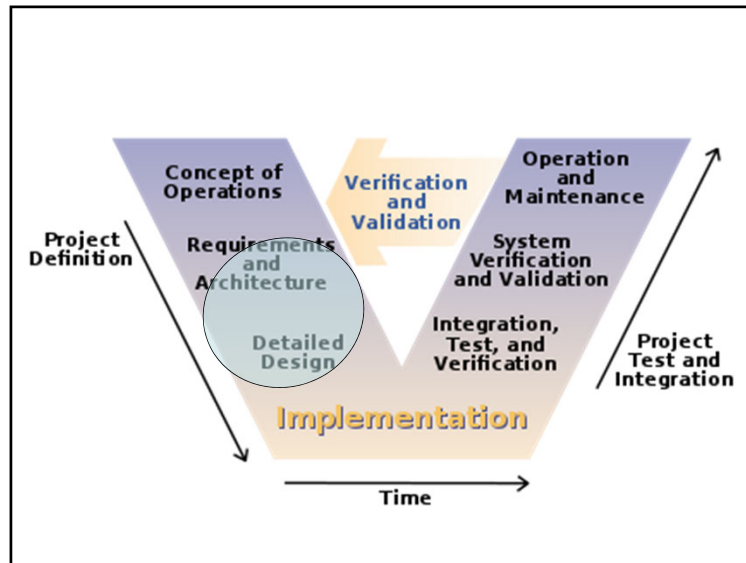 Concept of
Operations
Verification
and
Validation
Operation
and
Maintenance
Project
Definition
Requirements
and
Architecture
System
Verification
and Validation
Detailed
Design
Integration,
Test, and
Verification
Project
Test and
Integration
Implementation
Time